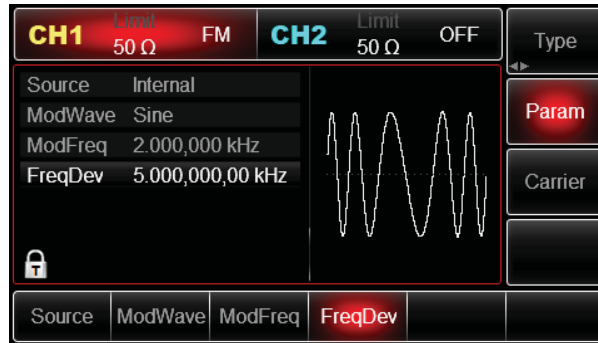 CH1 Limit 50 Ω FM CH2 Limit 50 Ω OFF Type
Source Internal
ModWave Sine
ModFreq 2.000,000 kHz
FreqDev 5.000,000,00 kHz
Param
Carrier
T
Source ModWave ModFreq FreqDev